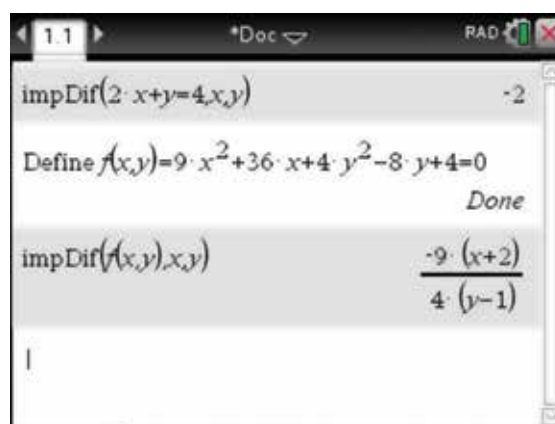 1.1 *Doc RAD
impDif(2·x+y=4,x,y) -2
Define f(x,y)=9·x²+36·x+4·y²-8·y+4=0
Done
impDif(f(x,y),x,y) -9·(x+2)
4·(y-1)